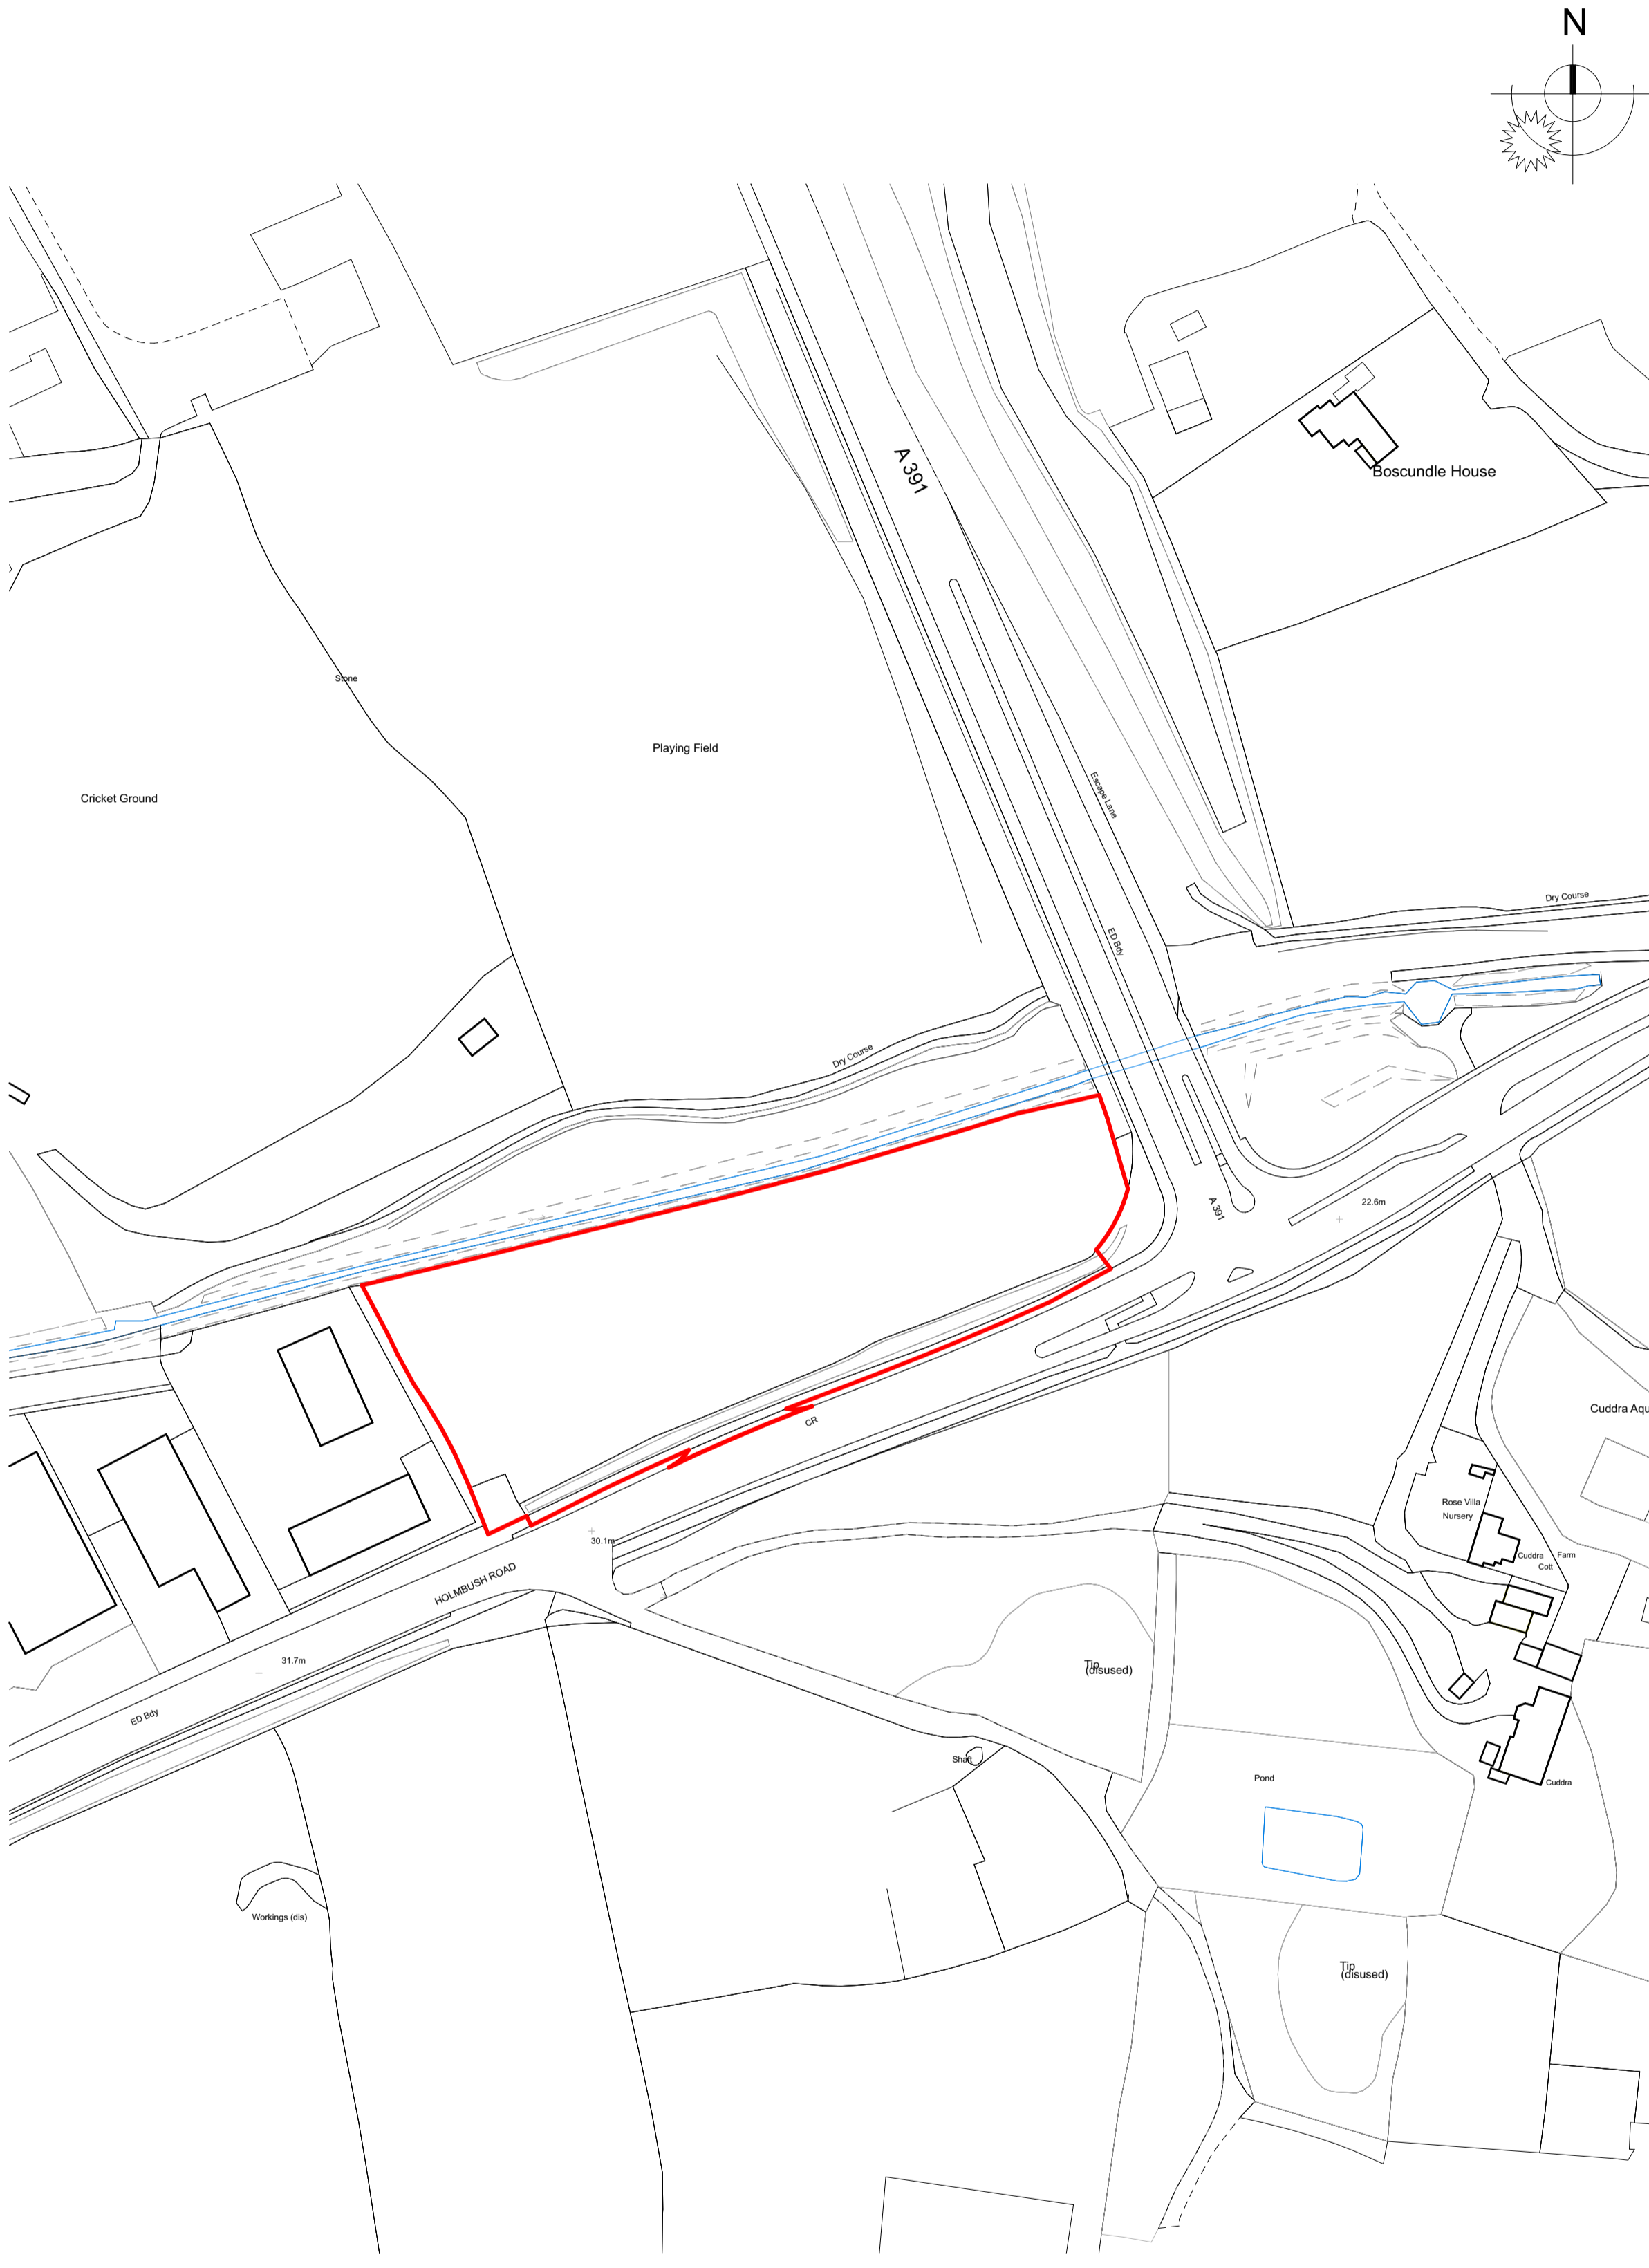 N
A 391
Boscundle House
Stone
Playing Field
Cricket Ground
Escape Lane
Dry Course
ED Bdy
Dry Course
A 391
22.6m
Cuddra Aqu
CR
Rose Villa
Nursery
30.1m
Cuddra Farm
Cott
HOLMBUSH ROAD
31.7m
Tip
(disused)
ED Bdy
Shaft
Pond
Cuddra
Workings (dis)
Tip
(disused)